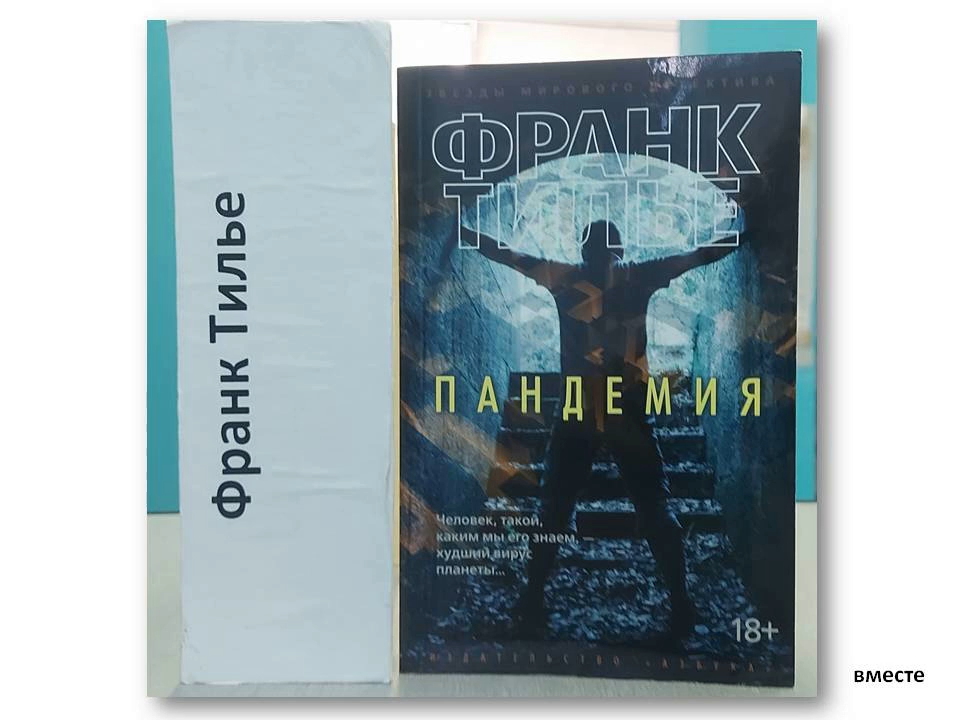 Франк Тилье
ЗВЕЗДЫ МИРОВОГО ДЕТЕКТИВА
ФРАНК
ТИЛЬЕ
ПАНДЕМИЯ
Человек, такой,
каким мы его знаем, —
худший вирус
планеты...
18+
ИЗДАТЕЛЬСТВО «АЗБУКА»
вместе